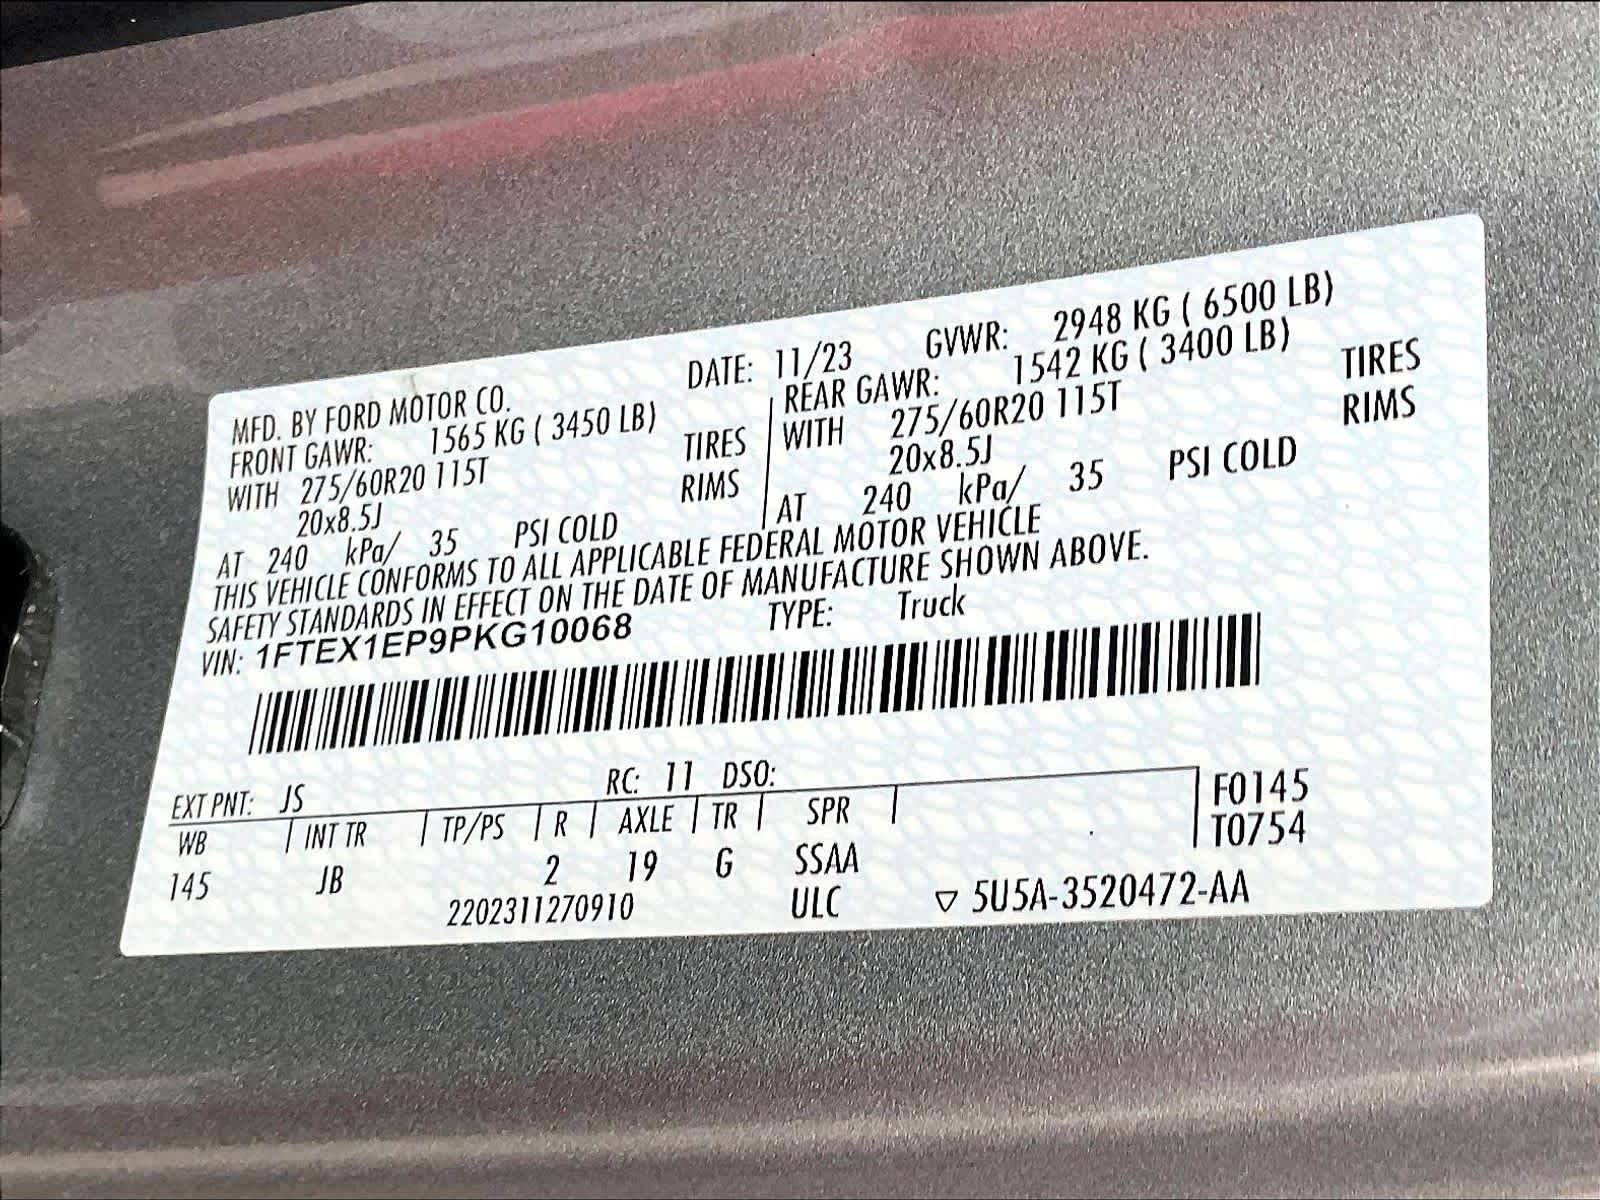 MFD. BY FORD MOTOR CO. DATE: 11/23 GVWR: 2948 KG ( 6500 LB)
FRONT GAWR: 1565 KG ( 3450 LB) REAR GAWR: 1542 KG ( 3400 LB)
WITH 275/60R20 115T TIRES WITH 275/60R20 115T TIRES
20x8.5J RIMS 20x8.5J RIMS
AT 240 kPa/ 35 PSI COLD AT 240 kPa/ 35 PSI COLD
THIS VEHICLE CONFORMS TO ALL APPLICABLE FEDERAL MOTOR VEHICLE
SAFETY STANDARDS IN EFFECT ON THE DATE OF MANUFACTURE SHOWN ABOVE.
VIN: 1FTEX1EP9PKG10068 TYPE: Truck
EXT PNT: JS RC: 11 DSO:
WB INT TR TP/PS R AXLE TR SPR F0145
T0754
145 JB 2 19 G SSAA
2202311270910 ULC ▽ 5U5A-3520472-AA